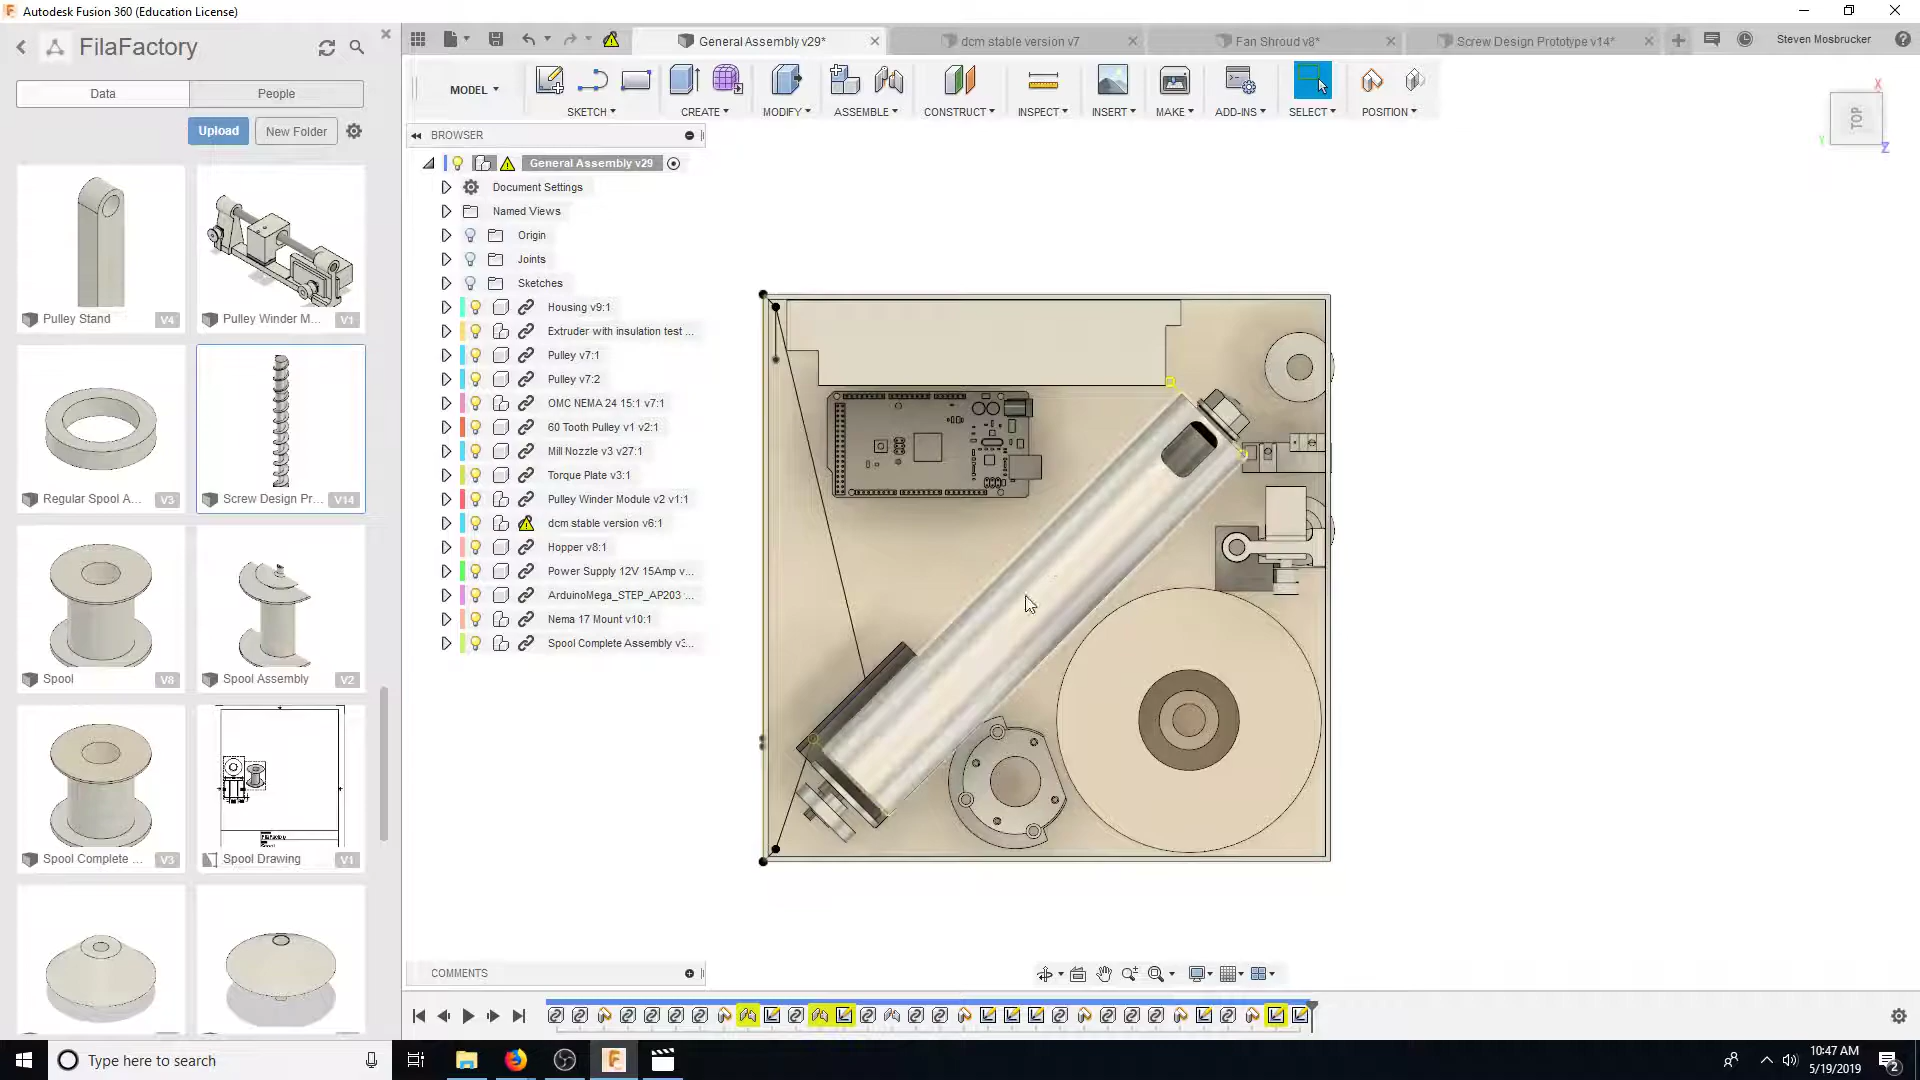 Autodesk Fusion 360 (Education License)
FilaFactory
Data
People
Upload
New Folder
Pulley Stand
V4
Pulley Winder M...
V1
Regular Spool A...
V3
Screw Design Pr...
V14
Spool
V8
Spool Assembly
V2
Spool Complete ...
V3
Spool Drawing
V1
General Assembly v29*
dcm stable version v7
Fan Shroud v8*
Screw Design Prototype v14*
Steven Mosbrucker
MODEL
SKETCH
CREATE
MODIFY
ASSEMBLE
CONSTRUCT
INSPECT
INSERT
MAKE
ADD-INS
SELECT
POSITION
BROWSER
General Assembly v29
Document Settings
Named Views
Origin
Joints
Sketches
Housing v9:1
Extruder with insulation test ...
Pulley v7:1
Pulley v7:2
OMC NEMA 24 15:1 v7:1
60 Tooth Pulley v1 v2:1
Mill Nozzle v3 v27:1
Torque Plate v3:1
Pulley Winder Module v2 v1:1
dcm stable version v6:1
Hopper v8:1
Power Supply 12V 15Amp v...
ArduinoMega_STEP_AP203 ...
Nema 17 Mount v10:1
Spool Complete Assembly v3...
TOP
X
Y
Z
COMMENTS
Type here to search
10:47 AM
5/19/2019
2